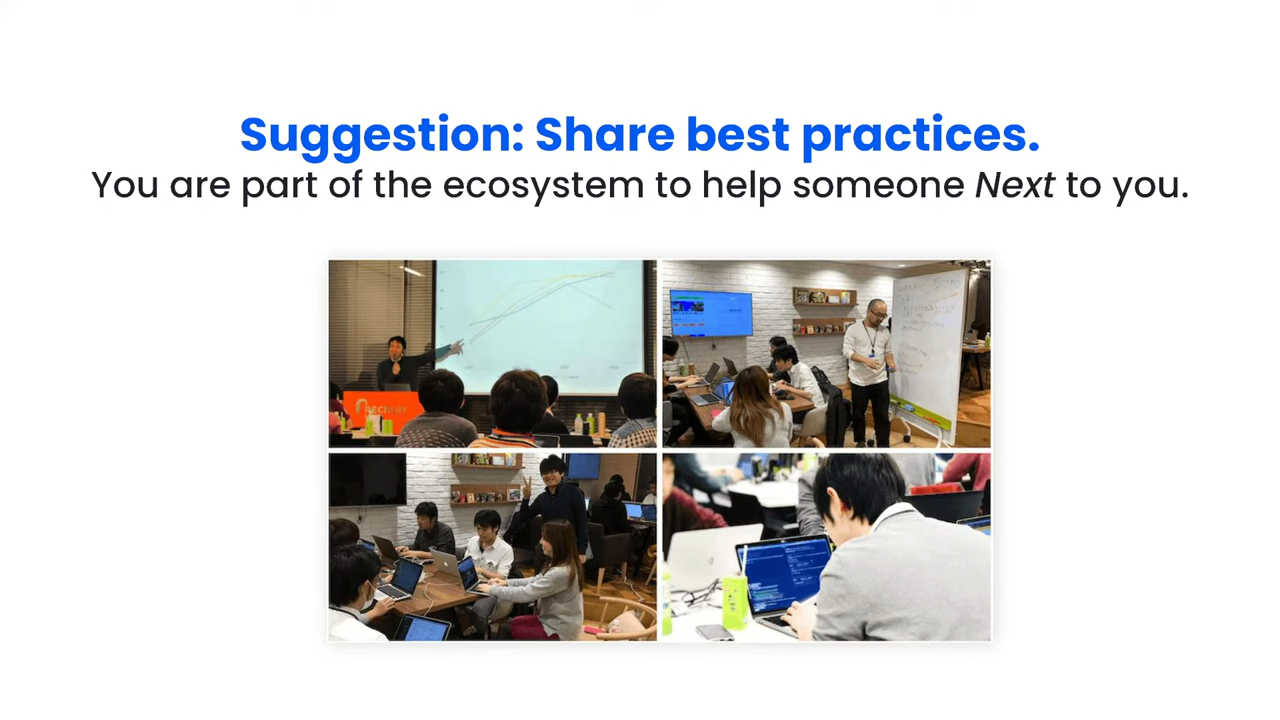 Suggestion: Share best practices.
You are part of the ecosystem to help someone Next to you.